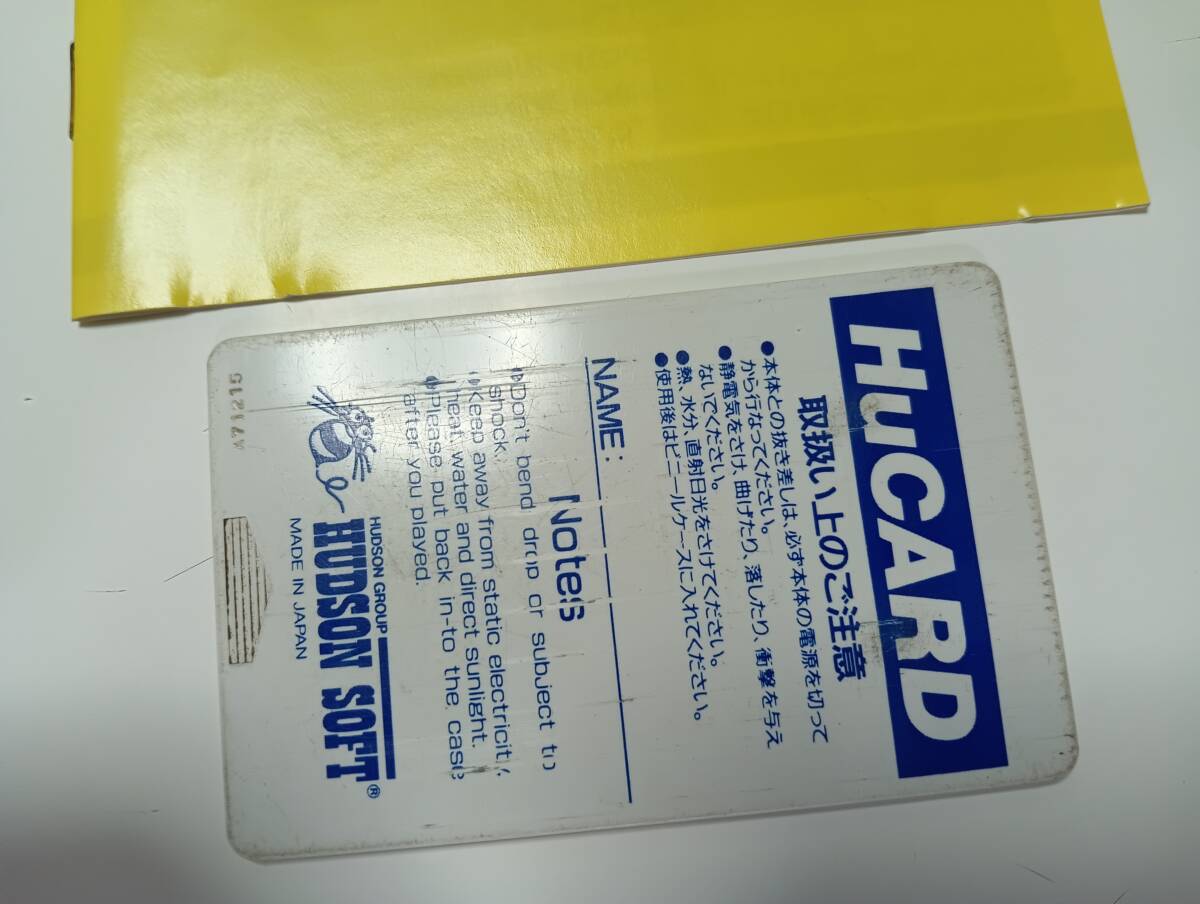 HuCARD
取扱い上のご注意
●本体との抜き差しは、必ず本体の電源を切って
から行なってください。
●静電気をさけ、曲げたり、落したり、衝撃を与え
ないでください。
●熱、水分、直射日光をさけてください。
●使用後はビニールケースに入れてください。
NAME:
Notes
●Don't bend, drop or subject to
shock.
●Keep away from static electricity,
heat, water and direct sunlight.
●Please put back in-to the case
after you played.
HUDSON GROUP
HUDSON SOFT®
MADE IN JAPAN